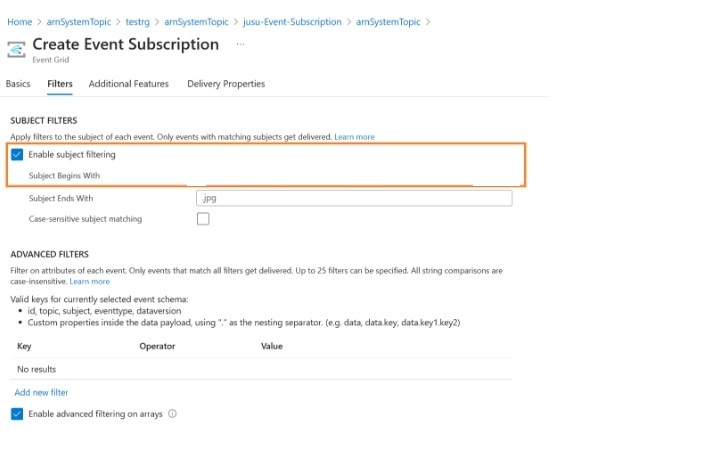 Home > arnSystemTopic > testrg > arnSystemTopic > jusu-Event-Subscription > arnSystemTopic >
Create Event Subscription ...
Event Grid
Basics Filters Additional Features Delivery Properties
SUBJECT FILTERS
Apply filters to the subject of each event. Only events with matching subjects get delivered. Learn more
Enable subject filtering
Subject Begins With
Subject Ends With .jpg
Case-sensitive subject matching
ADVANCED FILTERS
Filter on attributes of each event. Only events that match all filters get delivered. Up to 25 filters can be specified. All string comparisons are
case-insensitive. Learn more
Valid keys for currently selected event schema:
• id, topic, subject, eventtype, dataversion
• Custom properties inside the data payload, using "." as the nesting separator. (e.g. data, data.key, data.key1.key2)
Key Operator Value
No results
Add new filter
Enable advanced filtering on arrays